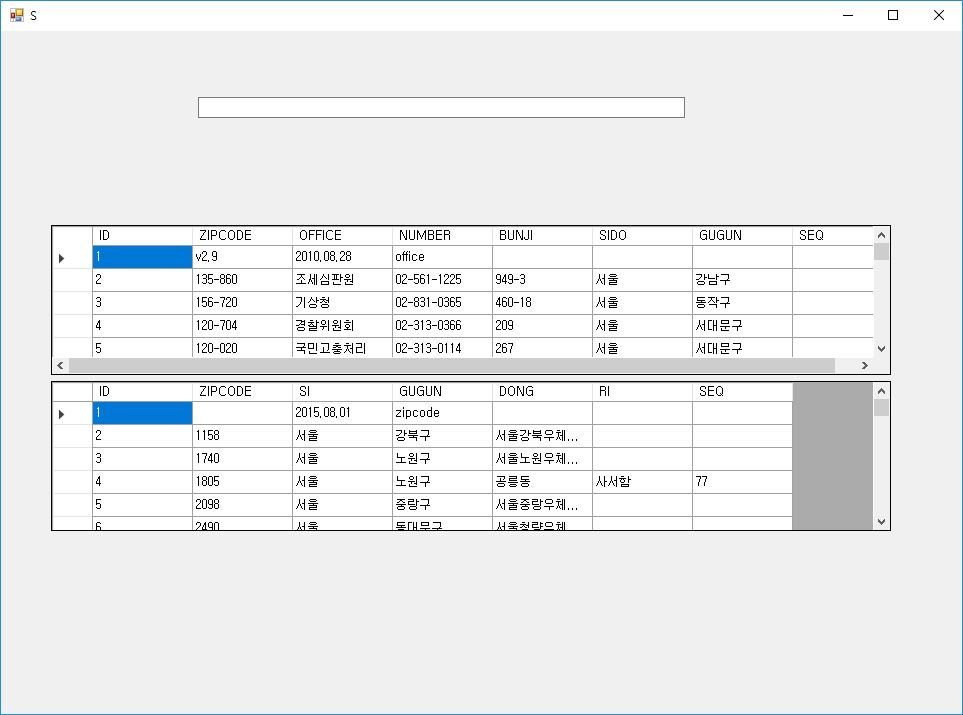 S
ID ZIPCODE OFFICE NUMBER BUNJI SIDO GUGUN SEQ
1 v2,9 2010,08,28 office
2 135-860 조세심판원 02-561-1225 949-3 서울 강남구
3 156-720 기상청 02-831-0365 460-18 서울 동작구
4 120-704 경찰위원회 02-313-0366 209 서울 서대문구
5 120-020 국민고충처리 02-313-0114 267 서울 서대문구
ID ZIPCODE SI GUGUN DONG RI SEQ
1 2015,08,01 zipcode
2 1158 서울 강북구 서울강북우체...
3 1740 서울 노원구 서울노원우체...
4 1805 서울 노원구 공릉동 사서함 77
5 2098 서울 중랑구 서울중랑우체...
6 2490 서울 동대문구 서울청량우체